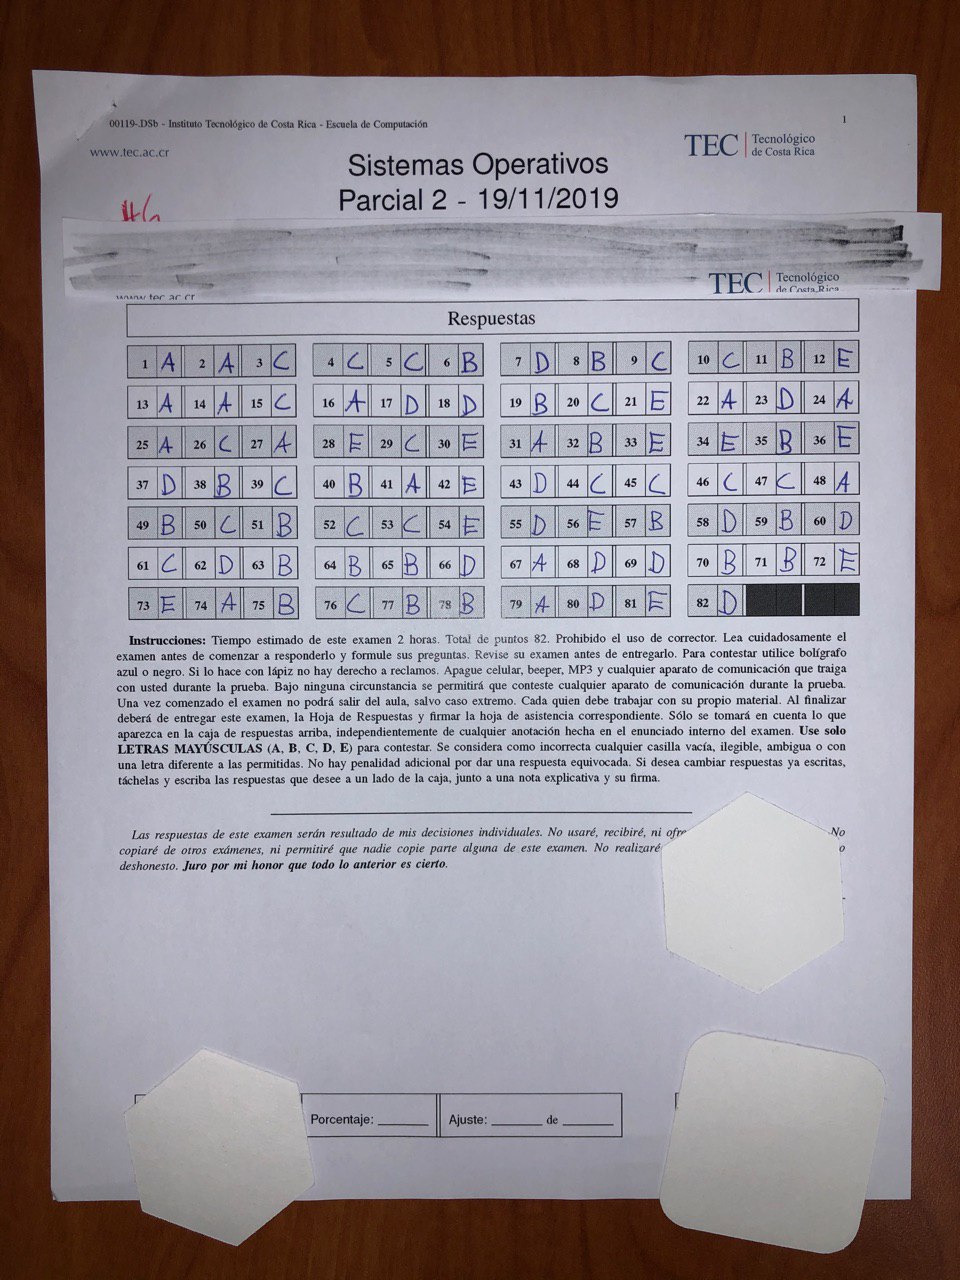 00119-.DSb - Instituto Tecnológico de Costa Rica - Escuela de Computación
1
www.tec.ac.cr
TEC Tecnológico de Costa Rica
Sistemas Operativos
Parcial 2 - 19/11/2019
TEC Tecnológico de Costa Rica
www.tec.ac.cr
Respuestas
1 A 2 A 3 C 4 C 5 C 6 B 7 D 8 B 9 C 10 C 11 B 12 E
13 A 14 A 15 C 16 A 17 D 18 D 19 B 20 C 21 E 22 A 23 D 24 A
25 A 26 C 27 A 28 E 29 C 30 E 31 A 32 B 33 E 34 E 35 B 36 E
37 D 38 B 39 C 40 B 41 A 42 E 43 D 44 C 45 C 46 C 47 C 48 A
49 B 50 C 51 B 52 C 53 C 54 E 55 D 56 E 57 B 58 D 59 B 60 D
61 C 62 D 63 B 64 B 65 B 66 D 67 A 68 D 69 D 70 B 71 B 72 E
73 E 74 A 75 B 76 C 77 B 78 B 79 A 80 D 81 E 82 D
Instrucciones: Tiempo estimado de este examen 2 horas. Total de puntos 82. Prohibido el uso de corrector. Lea cuidadosamente el
examen antes de comenzar a responderlo y formule sus preguntas. Revise su examen antes de entregarlo. Para contestar utilice bolígrafo
azul o negro. Si lo hace con lápiz no hay derecho a reclamos. Apague celular, beeper, MP3 y cualquier aparato de comunicación que traiga
con usted durante la prueba. Bajo ninguna circunstancia se permitirá que conteste cualquier aparato de comunicación durante la prueba.
Una vez comenzado el examen no podrá salir del aula, salvo caso extremo. Cada quien debe trabajar con su propio material. Al finalizar
deberá de entregar este examen, la Hoja de Respuestas y firmar la hoja de asistencia correspondiente. Sólo se tomará en cuenta lo que
aparezca en la caja de respuestas arriba, independientemente de cualquier anotación hecha en el enunciado interno del examen. Use solo
LETRAS MAYÚSCULAS (A, B, C, D, E) para contestar. Se considera como incorrecta cualquier casilla vacía, ilegible, ambigua o con
una letra diferente a las permitidas. No hay penalidad adicional por dar una respuesta equivocada. Si desea cambiar respuestas ya escritas,
táchelas y escriba las respuestas que desee a un lado de la caja, junto a una nota explicativa y su firma.
Las respuestas de este examen serán resultado de mis decisiones individuales. No usaré, recibiré, ni No
copiaré de otros exámenes, ni permitiré que nadie copie parte alguna de este examen. No realizaré o
deshonesto. Juro por mi honor que todo lo anterior es cierto.
Porcentaje: Ajuste: de